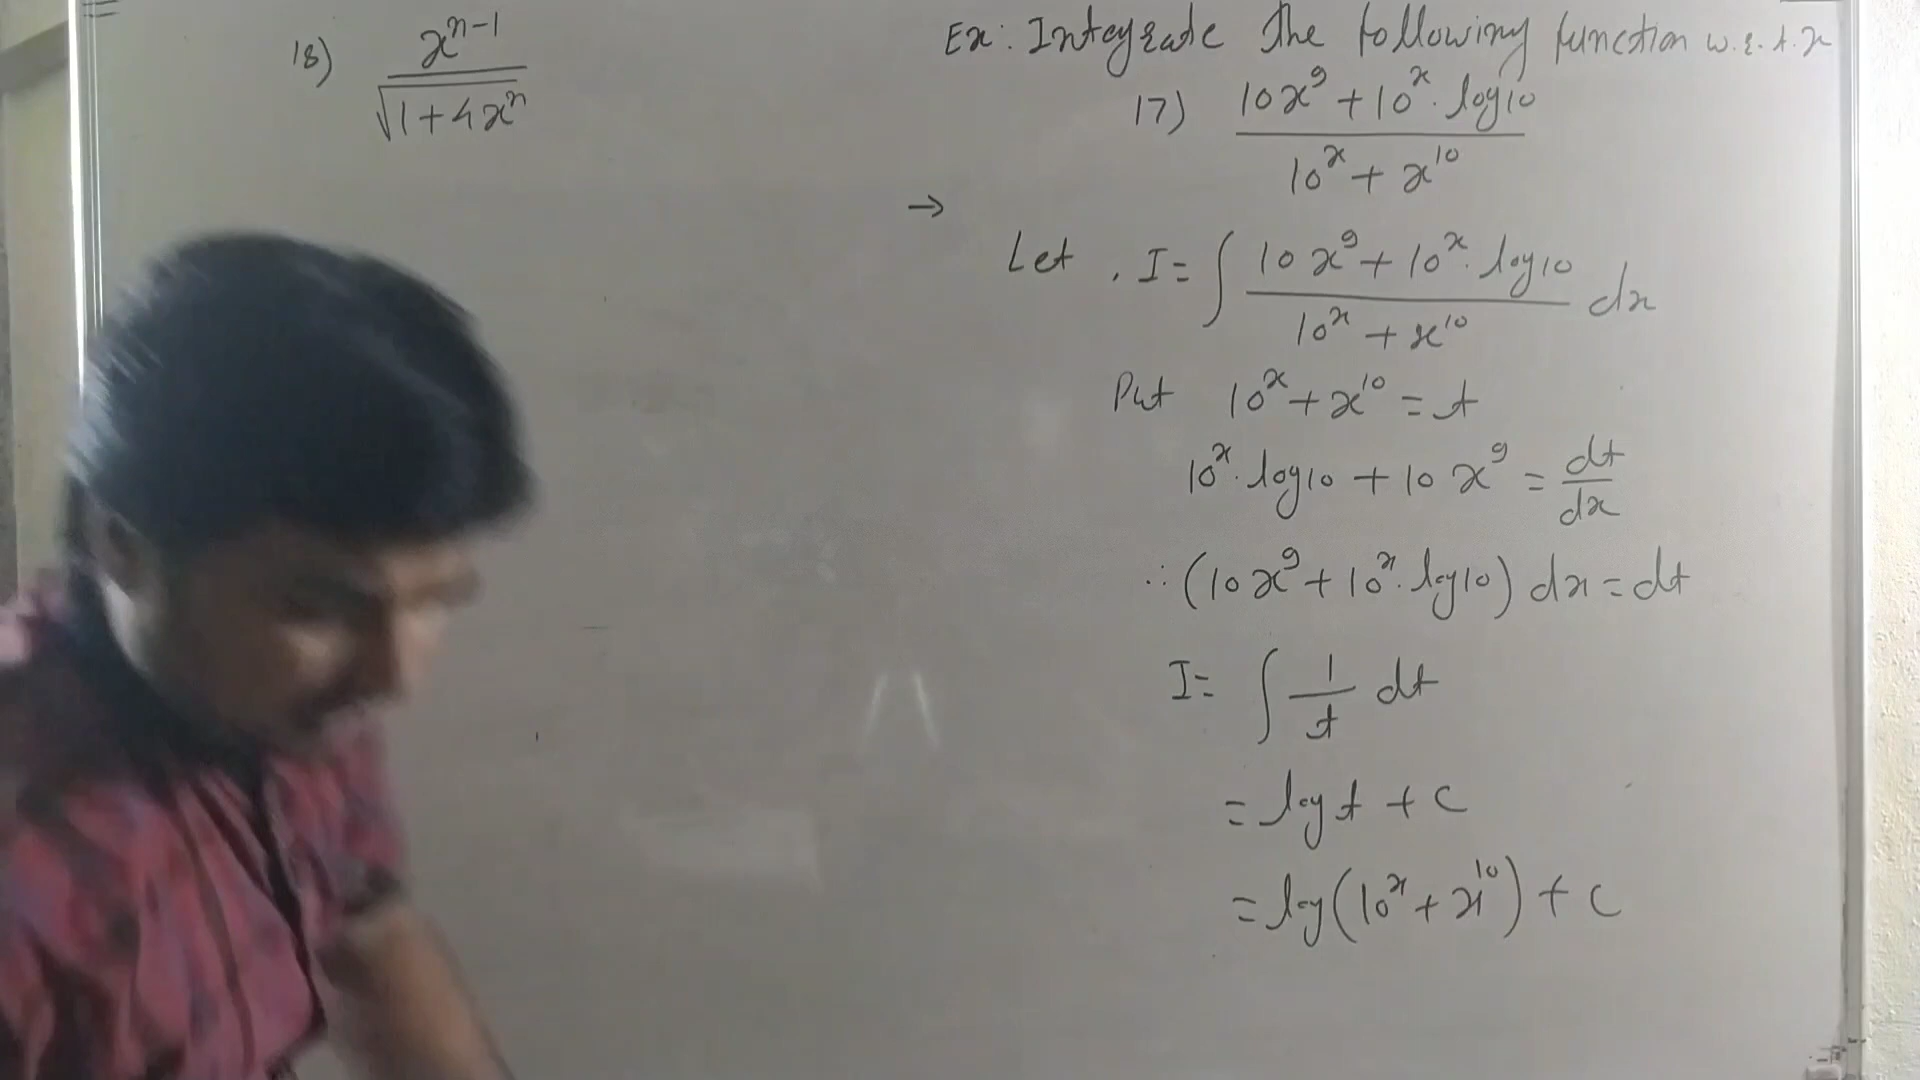 18) x^{n-1} / √(1+4x^n)
Ex: Integrate the following function w.r.t. x
17) (10x^9 + 10^x. log10) / (10^x + x^10)
→
Let, I = ∫ (10x^9 + 10^x. log10) / (10^x + x^10) dx
Put 10^x + x^10 = t
10^x. log10 + 10x^9 = dt/dx
∴ (10x^9 + 10^x. log10) dx = dt
I = ∫ 1/t dt
= log t + c
= log(10^x + x^10) + c